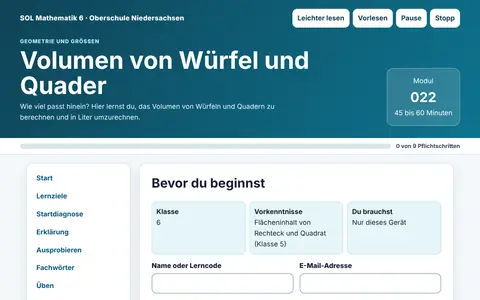 SOL Mathematik 6 · Oberschule Niedersachsen
Leichter lesen
Vorlesen
Pause
Stopp
GEOMETRIE UND GRÖSSEN
Volumen von Würfel und
Quader
Wie viel passt hinein? Hier lernst du, das Volumen von Würfeln und Quadern zu
berechnen und in Liter umzurechnen.
Modul
022
45 bis 60 Minuten
0 von 9 Pflichtschritten
Start
Lernziele
Startdiagnose
Erklärung
Ausprobieren
Fachwörter
Üben
Bevor du beginnst
Klasse
6
Vorkenntnisse
Flächeninhalt von
Rechteck und Quadrat
(Klasse 5)
Du brauchst
Nur dieses Gerät
Name oder Lerncode
E-Mail-Adresse